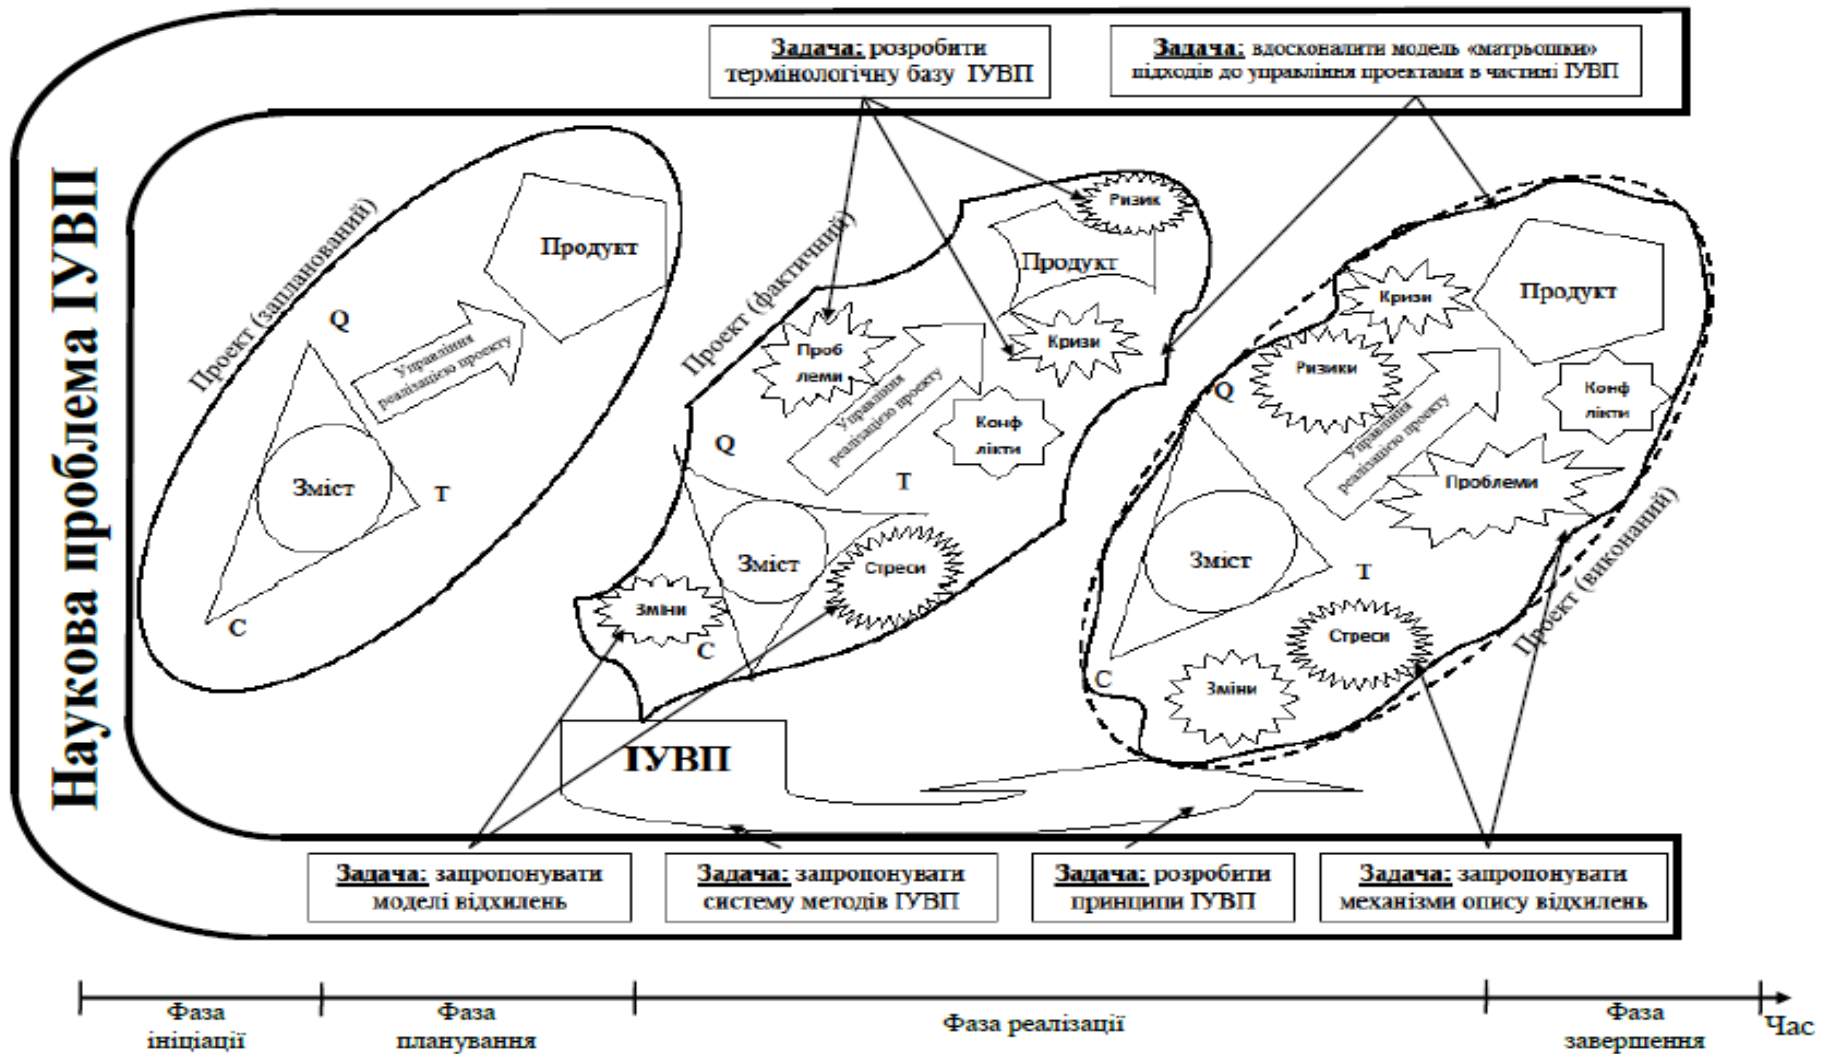 Наукова проблема ІУВП
Задача: розробити
термінологічну базу ІУВП
Задача: вдосконалити модель «матрьошки»
підходів до управління проектами в частині ІУВП
Проект (запланований)
Продукт
Q
Управління
реалізацією проекту
Зміст
Т
С
Проект (фактичний)
Ризик
Продукт
Проб
леми
Кризи
Управління
реалізацією проекту
Конф
лікти
Q
Т
Зміст
Стреси
Зміни
С
ІУВП
Продукт
Кризи
Ризики
Q
Конф
лікти
Управління
реалізацією проекту
Проблеми
Зміст
Т
Проект (виконаний)
Стреси
Зміни
С
Задача: запропонувати
моделі відхилень
Задача: запропонувати
систему методів ІУВП
Задача: розробити
принципи ІУВП
Задача: запропонувати
механізми опису відхилень
Фаза
ініціації
Фаза
планування
Фаза реалізації
Фаза
завершення
Час